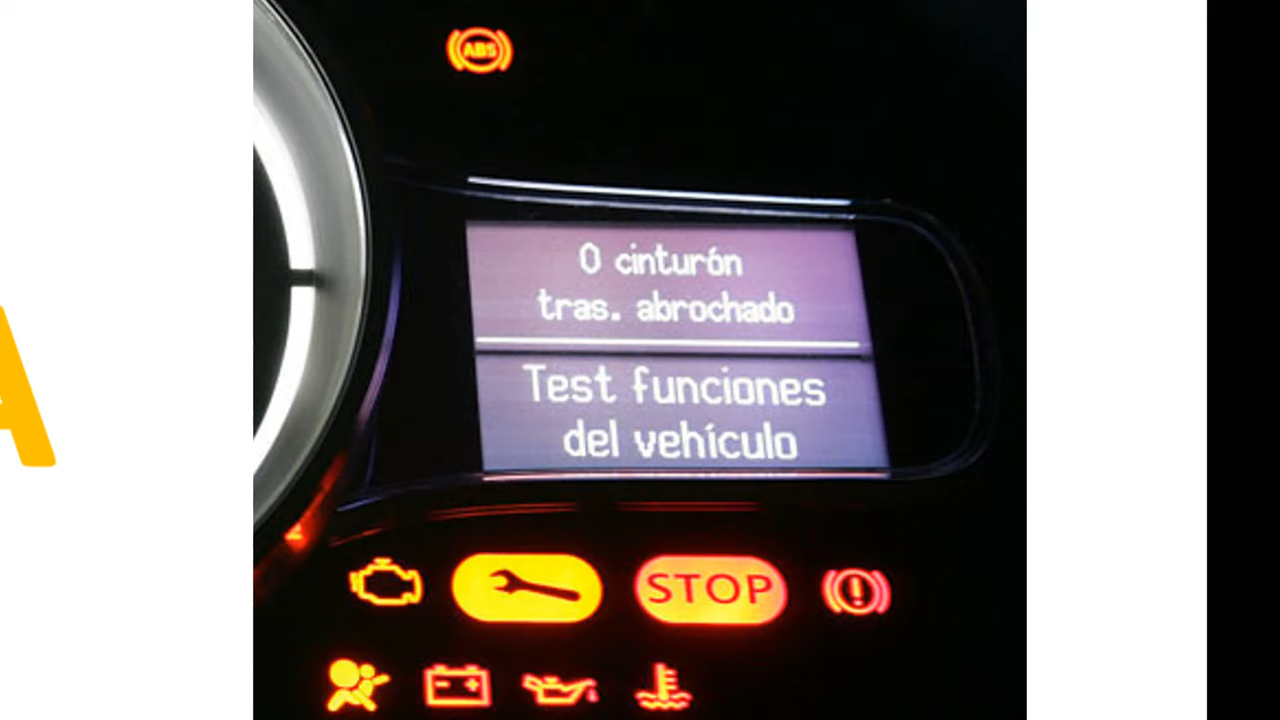 A
ABS
0 cinturón
tras. abrochado
Test funciones
del vehículo
STOP